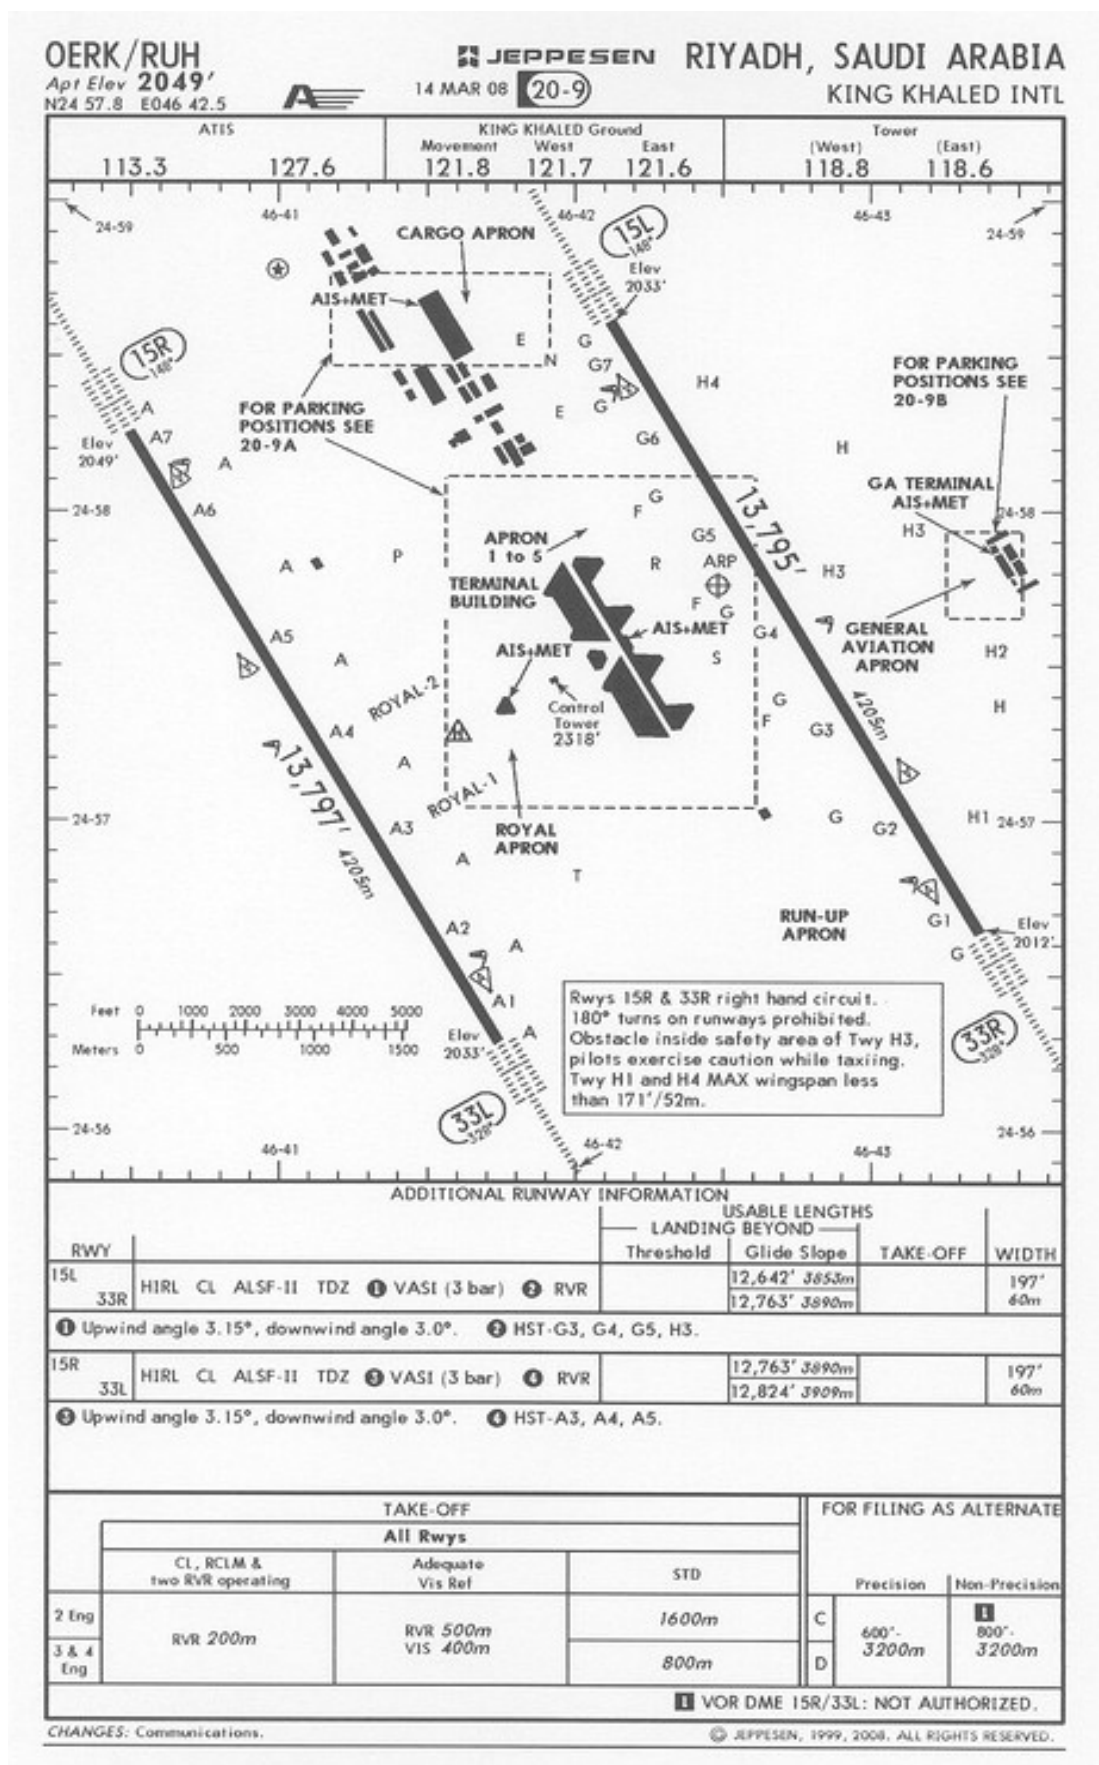 OERK/RUH
Apt Elev 2049'
N24 57.8 E046 42.5
JEPPESEN
14 MAR 08 20-9
RIYADH, SAUDI ARABIA
KING KHALED INTL
ATIS
113.3 127.6
KING KHALED Ground
Movement West East
121.8 121.7 121.6
Tower
(West) (East)
118.8 118.6
24-59
46-41
46-42
46-43
24-59
CARGO APRON
15L
148°
Elev
2033'
AIS+MET
E
N
G
G7
G
H4
15R
148°
FOR PARKING
POSITIONS SEE
20-9B
FOR PARKING
POSITIONS SEE
20-9A
A
A7
Elev
2049'
A
A6
E
G6
H
GA TERMINAL
AIS+MET
24-58
24-58
G
F
13,795'
H3
APRON
1 to 5
G5
ARP
P
R
H3
A
TERMINAL
BUILDING
F
G
AIS+MET
G4
GENERAL
AVIATION
APRON
A5
AIS+MET
A
S
H2
ROYAL-2
Control
Tower
2318'
G
F
G3
4205m
H
A4
A
13,797'
4205m
ROYAL-1
ROYAL
APRON
24-57
A3
G
G2
H1
24-57
A
T
RUN-UP
APRON
A2
A
G1
Elev
2012'
G
A1
A
Feet 0 1000 2000 3000 4000 5000
Meters 0 500 1000 1500
Elev
2033'
Rwys 15R & 33R right hand circuit.
180° turns on runways prohibited.
Obstacle inside safety area of Twy H3,
pilots exercise caution while taxiing.
Twy H1 and H4 MAX wingspan less
than 171'/52m.
33R
328°
33L
328°
24-56
46-41
46-42
46-43
24-56
ADDITIONAL RUNWAY INFORMATION
USABLE LENGTHS
LANDING BEYOND
RWY Threshold Glide Slope TAKE-OFF WIDTH
15L
33R
HIRL CL ALSF-II TDZ 1 VASI (3 bar) 2 RVR
12,642' 3853m
12,763' 3890m
197'
60m
1 Upwind angle 3.15°, downwind angle 3.0°. 2 HST-G3, G4, G5, H3.
15R
33L
HIRL CL ALSF-II TDZ 3 VASI (3 bar) 4 RVR
12,763' 3890m
12,824' 3909m
197'
60m
3 Upwind angle 3.15°, downwind angle 3.0°. 4 HST-A3, A4, A5.
TAKE-OFF
All Rwys
CL, RCLM &
two RVR operating
Adequate
Vis Ref
STD
2 Eng
3 & 4
Eng
RVR 200m
RVR 500m
VIS 400m
1600m
800m
FOR FILING AS ALTERNATE
Precision Non-Precision
C
D
600'-
3200m
1
800'-
3200m
1 VOR DME 15R/33L: NOT AUTHORIZED.
CHANGES: Communications.
© JEPPESEN, 1999, 2008. ALL RIGHTS RESERVED.